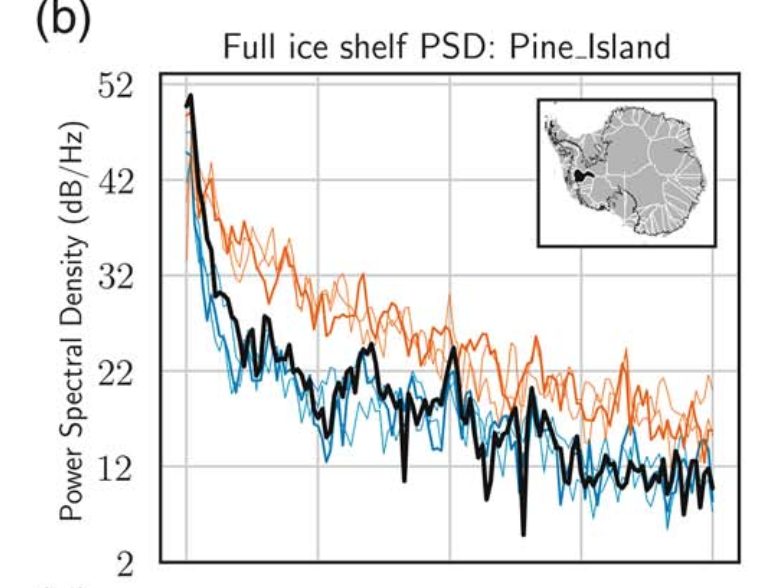 (b)
Full ice shelf PSD: Pine_Island
Power Spectral Density (dB/Hz)
52
42
32
22
12
2